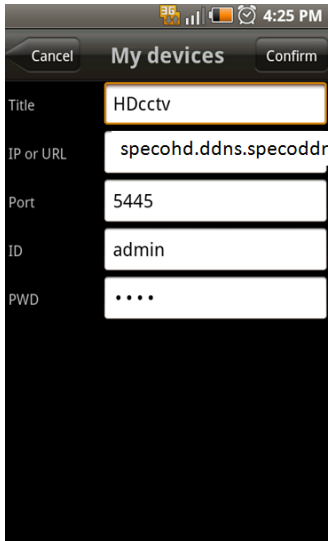 3G 4:25 PM
Cancel My devices Confirm
Title HDcctv
IP or URL specohd.ddns.specoddn
Port 5445
ID admin
PWD ••••